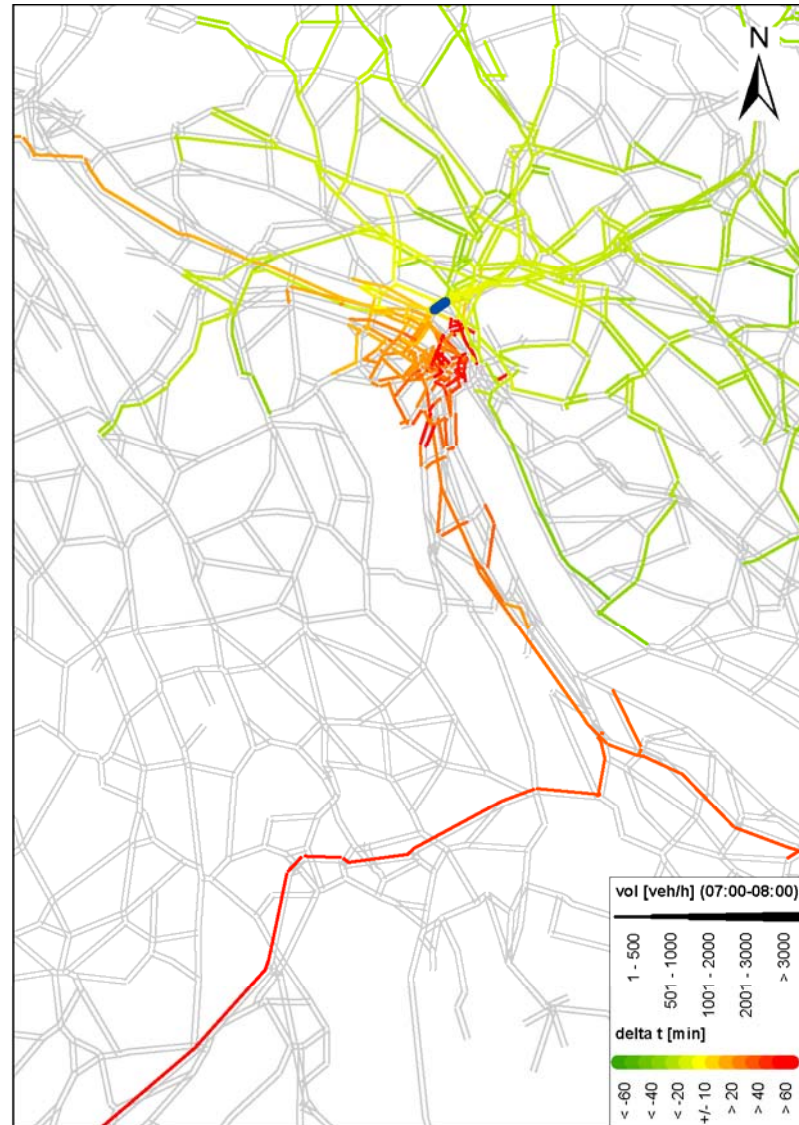 N
vol [veh/h] (07:00-08:00)
1 - 500
501 - 1000
1001 - 2000
2001 - 3000
> 3000
delta t [min]
< -60
< -40
< -20
+/- 10
> 20
> 40
> 60